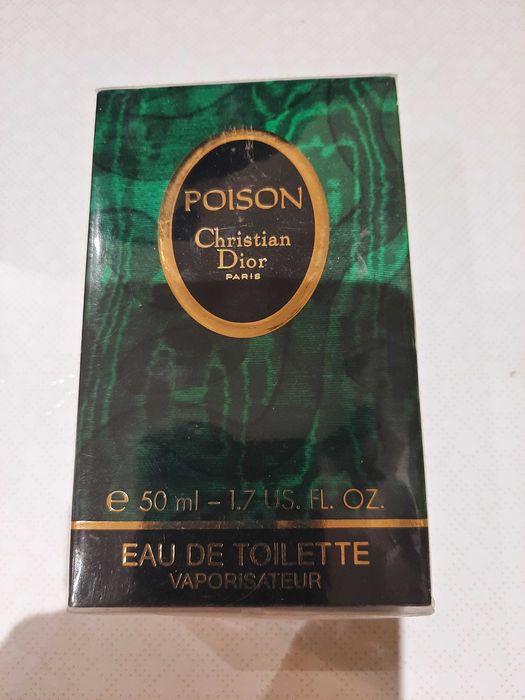 POISON
Christian
Dior
PARIS
℮ 50 ml – 1.7 US. FL. OZ.
EAU DE TOILETTE
VAPORISATEUR